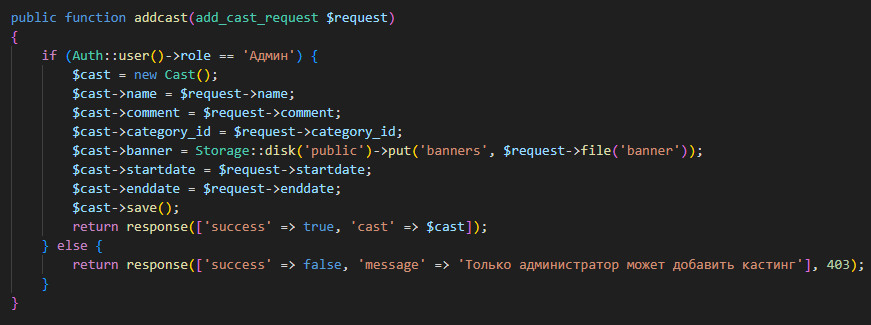 public function addcast(add_cast_request $request)
{
    if (Auth::user()->role == 'Админ') {
        $cast = new Cast();
        $cast->name = $request->name;
        $cast->comment = $request->comment;
        $cast->category_id = $request->category_id;
        $cast->banner = Storage::disk('public')->put('banners', $request->file('banner'));
        $cast->startdate = $request->startdate;
        $cast->enddate = $request->enddate;
        $cast->save();
        return response(['success' => true, 'cast' => $cast]);
    } else {
        return response(['success' => false, 'message' => 'Только администратор может добавить кастинг'], 403);
    }
}